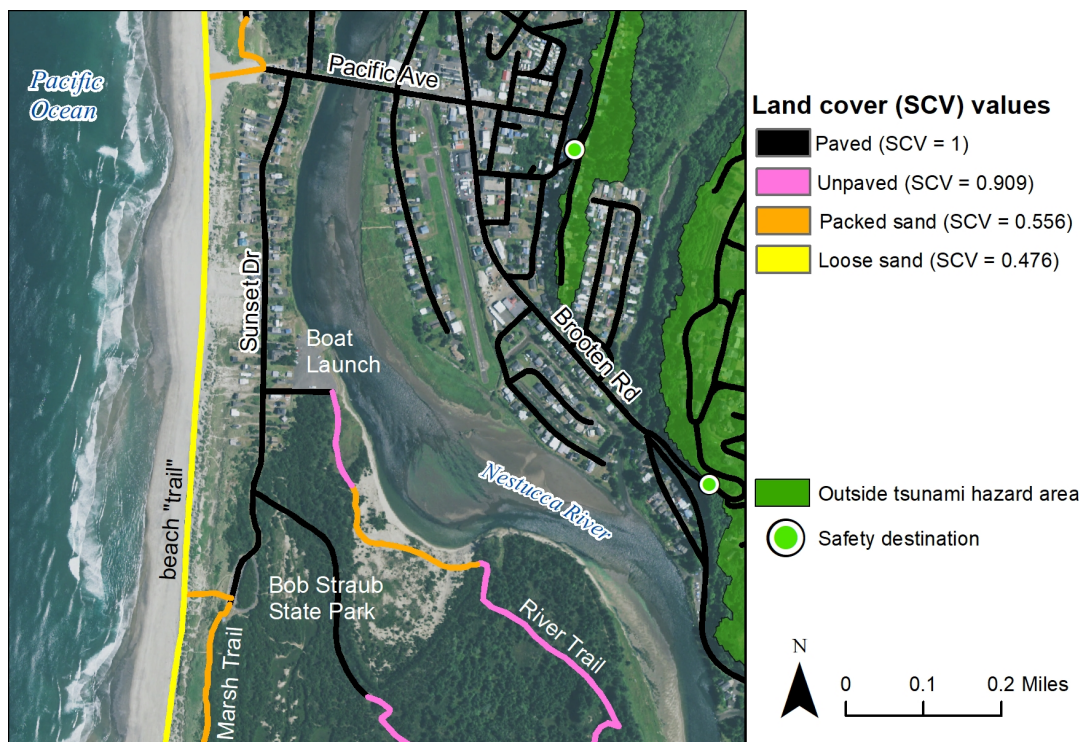 Pacific
Ocean
Pacific Ave
Sunset Dr
Boat
Launch
Brooten Rd
Nestucca River
beach "trail"
Bob Straub
State Park
River Trail
Marsh Trail
Land cover (SCV) values
Paved (SCV = 1)
Unpaved (SCV = 0.909)
Packed sand (SCV = 0.556)
Loose sand (SCV = 0.476)
Outside tsunami hazard area
Safety destination
N
0 0.1 0.2 Miles